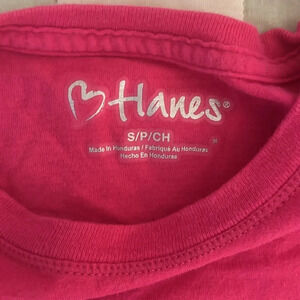 Hanes®
S/P/CH
Made In Honduras / Fabriqué Au Honduras
Hecho En Honduras